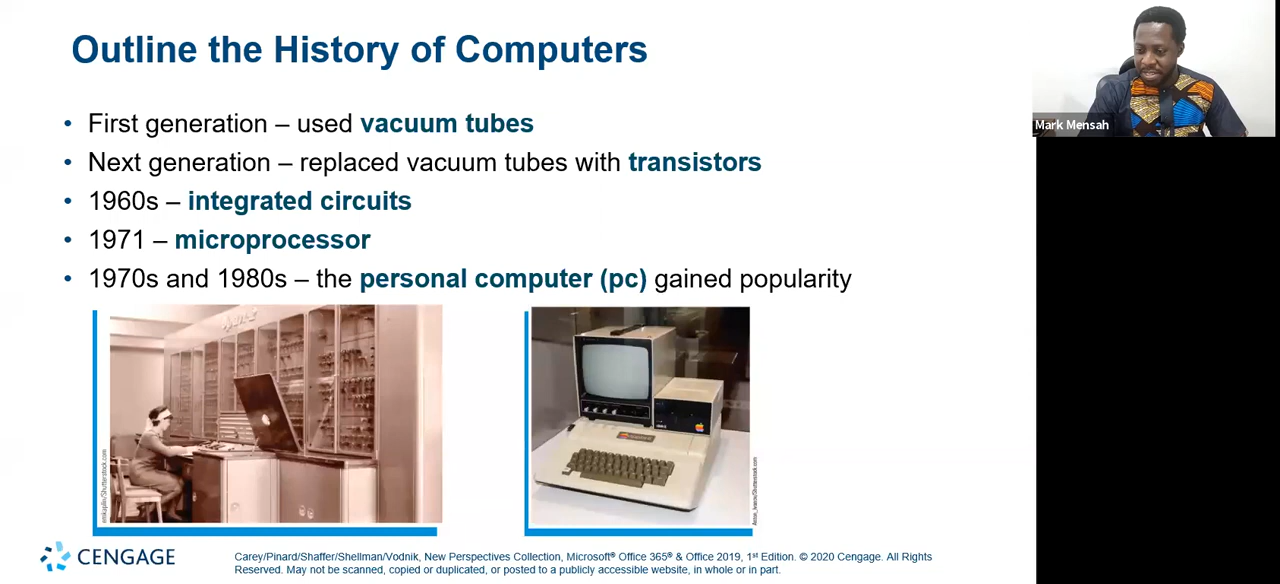 Outline the History of Computers
Mark Mensah
• First generation – used vacuum tubes
• Next generation – replaced vacuum tubes with transistors
• 1960s – integrated circuits
• 1971 – microprocessor
• 1970s and 1980s – the personal computer (pc) gained popularity
CENGAGE
Carey/Pinard/Shaffer/Shellman/Vodnik, New Perspectives Collection, Microsoft® Office 365® & Office 2019, 1st Edition. © 2020 Cengage. All Rights
Reserved. May not be scanned, copied or duplicated, or posted to a publicly accessible website, in whole or in part.